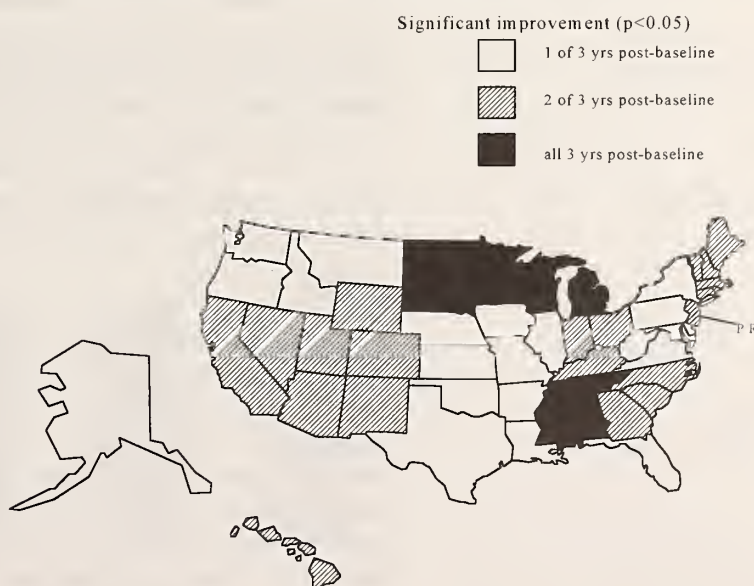 Significant improvement (p<0.05)
1 of 3 yrs post-baseline
2 of 3 yrs post-baseline
all 3 yrs post-baseline